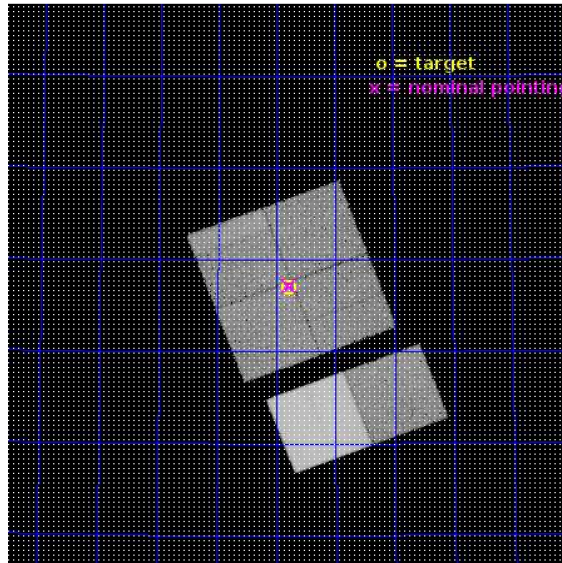 o = target
x = nominal pointing